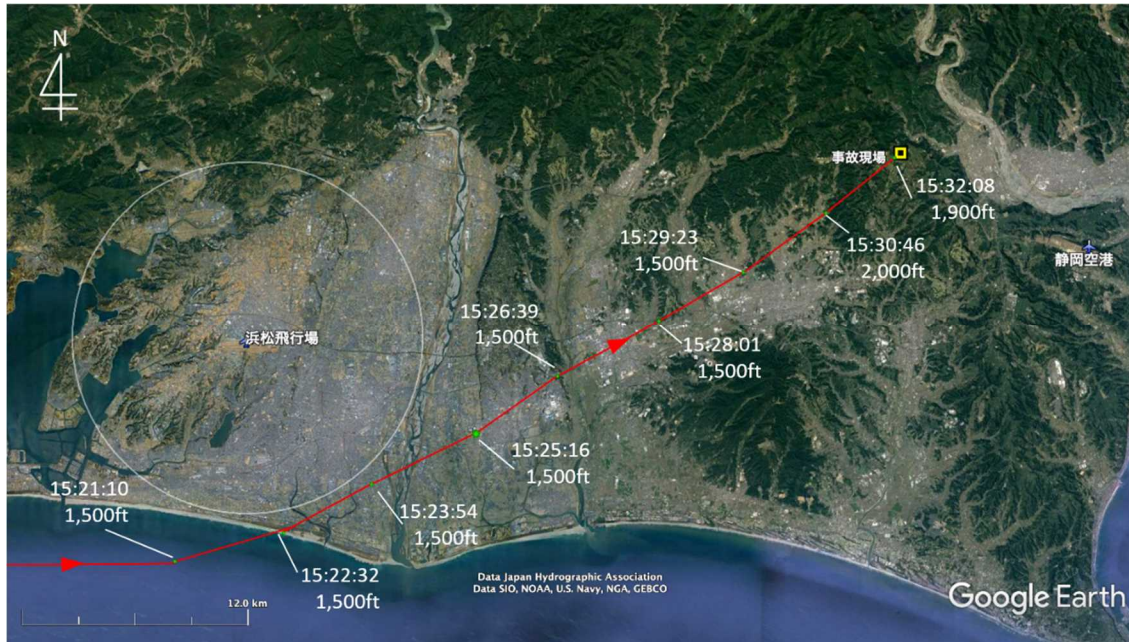 N
事故現場
15:32:08
1,900ft
15:29:23
1,500ft
15:30:46
2,000ft
静岡空港
15:26:39
1,500ft
浜松飛行場
15:28:01
1,500ft
15:25:16
1,500ft
15:21:10
1,500ft
15:23:54
1,500ft
15:22:32
1,500ft
Data Japan Hydrographic Association
Data SIO, NOAA, U.S. Navy, NGA, GEBCO
12.0 km
Google Earth